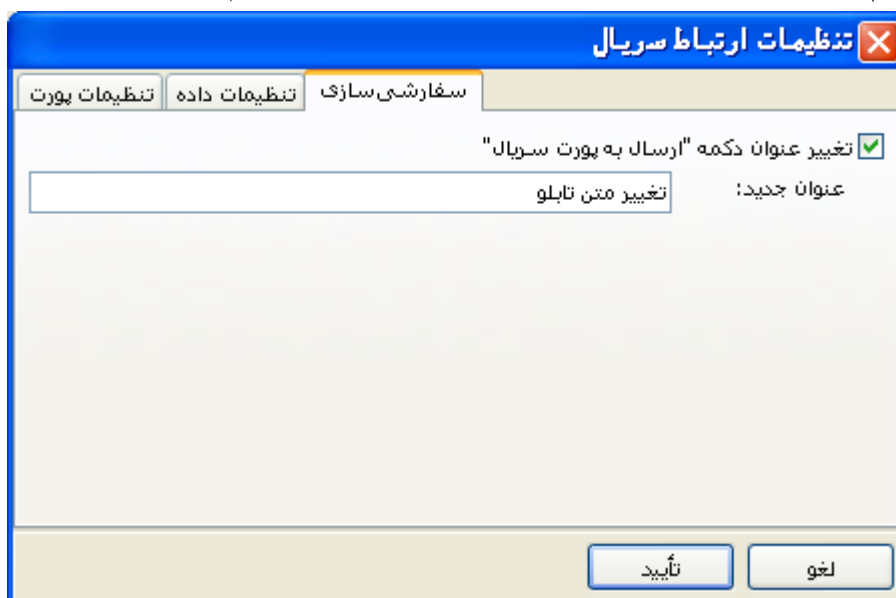 تنظیمات ارتباط سریال
سفارشی‌سازی تنظیمات داده تنظیمات پورت
تغییر عنوان دکمه "ارسال به پورت سریال"
عنوان جدید: تغییر متن تابلو
لغو تأیید